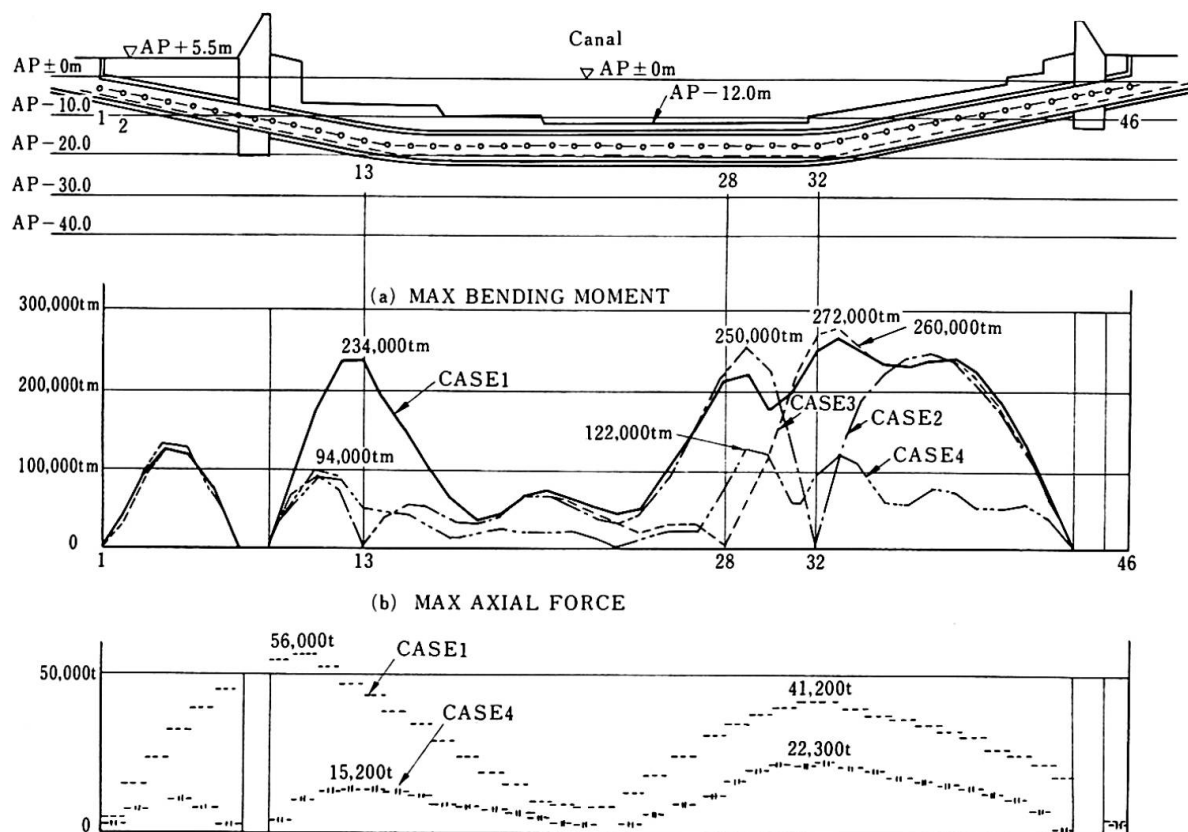 Canal
AP+5.5m
AP±0m
AP±0m
AP-12.0m
AP-10.0
1
2
46
AP-20.0
13
28
32
AP-30.0
AP-40.0
(a) MAX BENDING MOMENT
300,000tm
272,000tm
260,000tm
250,000tm
234,000tm
CASE1
200,000tm
CASE3
CASE2
122,000tm
CASE4
94,000tm
100,000tm
0
1
13
28
32
46
(b) MAX AXIAL FORCE
56,000t
CASE1
50,000t
41,200t
CASE4
22,300t
15,200t
0